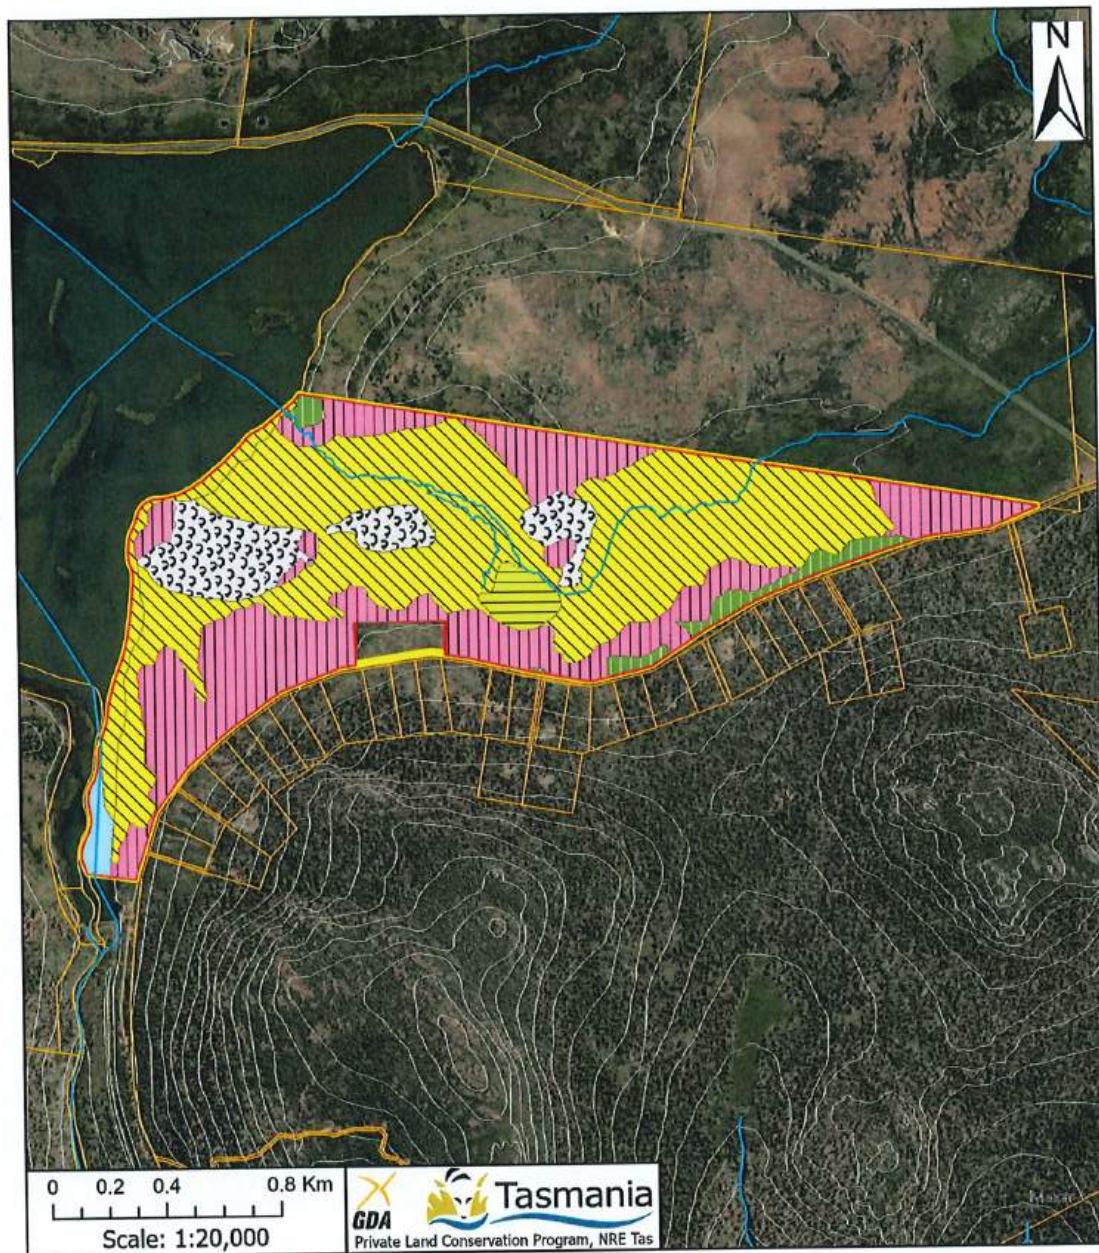 N
0 0.2 0.4 0.8 Km
Scale: 1:20,000
GDA
Tasmania
Private Land Conservation Program, NRE Tas